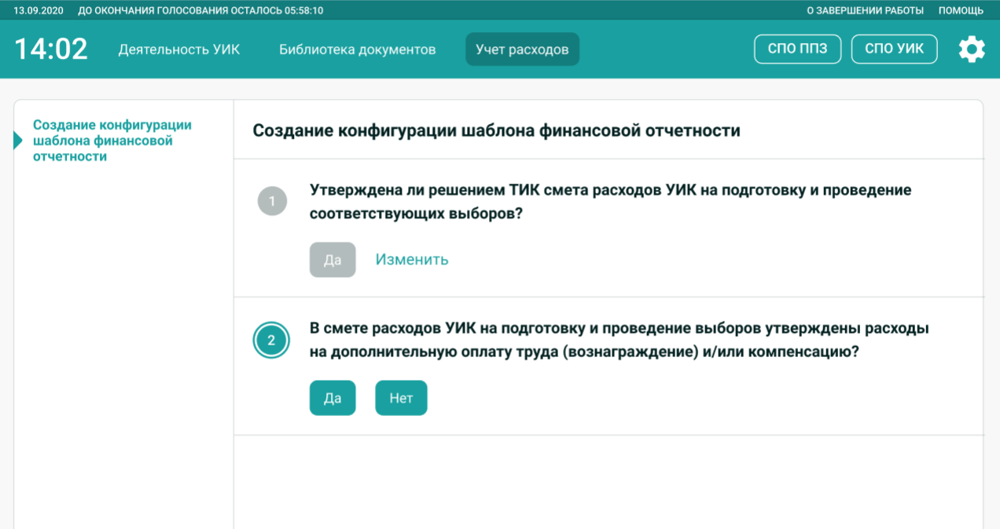 13.09.2020 ДО ОКОНЧАНИЯ ГОЛОСОВАНИЯ ОСТАЛОСЬ 05:58:10 О ЗАВЕРШЕНИИ РАБОТЫ ПОМОЩЬ
14:02 Деятельность УИК Библиотека документов Учет расходов СПО ППЗ СПО УИК
Создание конфигурации
шаблона финансовой
отчетности
Создание конфигурации шаблона финансовой отчетности
1
Утверждена ли решением ТИК смета расходов УИК на подготовку и проведение
соответствующих выборов?
Да Изменить
2
В смете расходов УИК на подготовку и проведение выборов утверждены расходы
на дополнительную оплату труда (вознаграждение) и/или компенсацию?
Да Нет